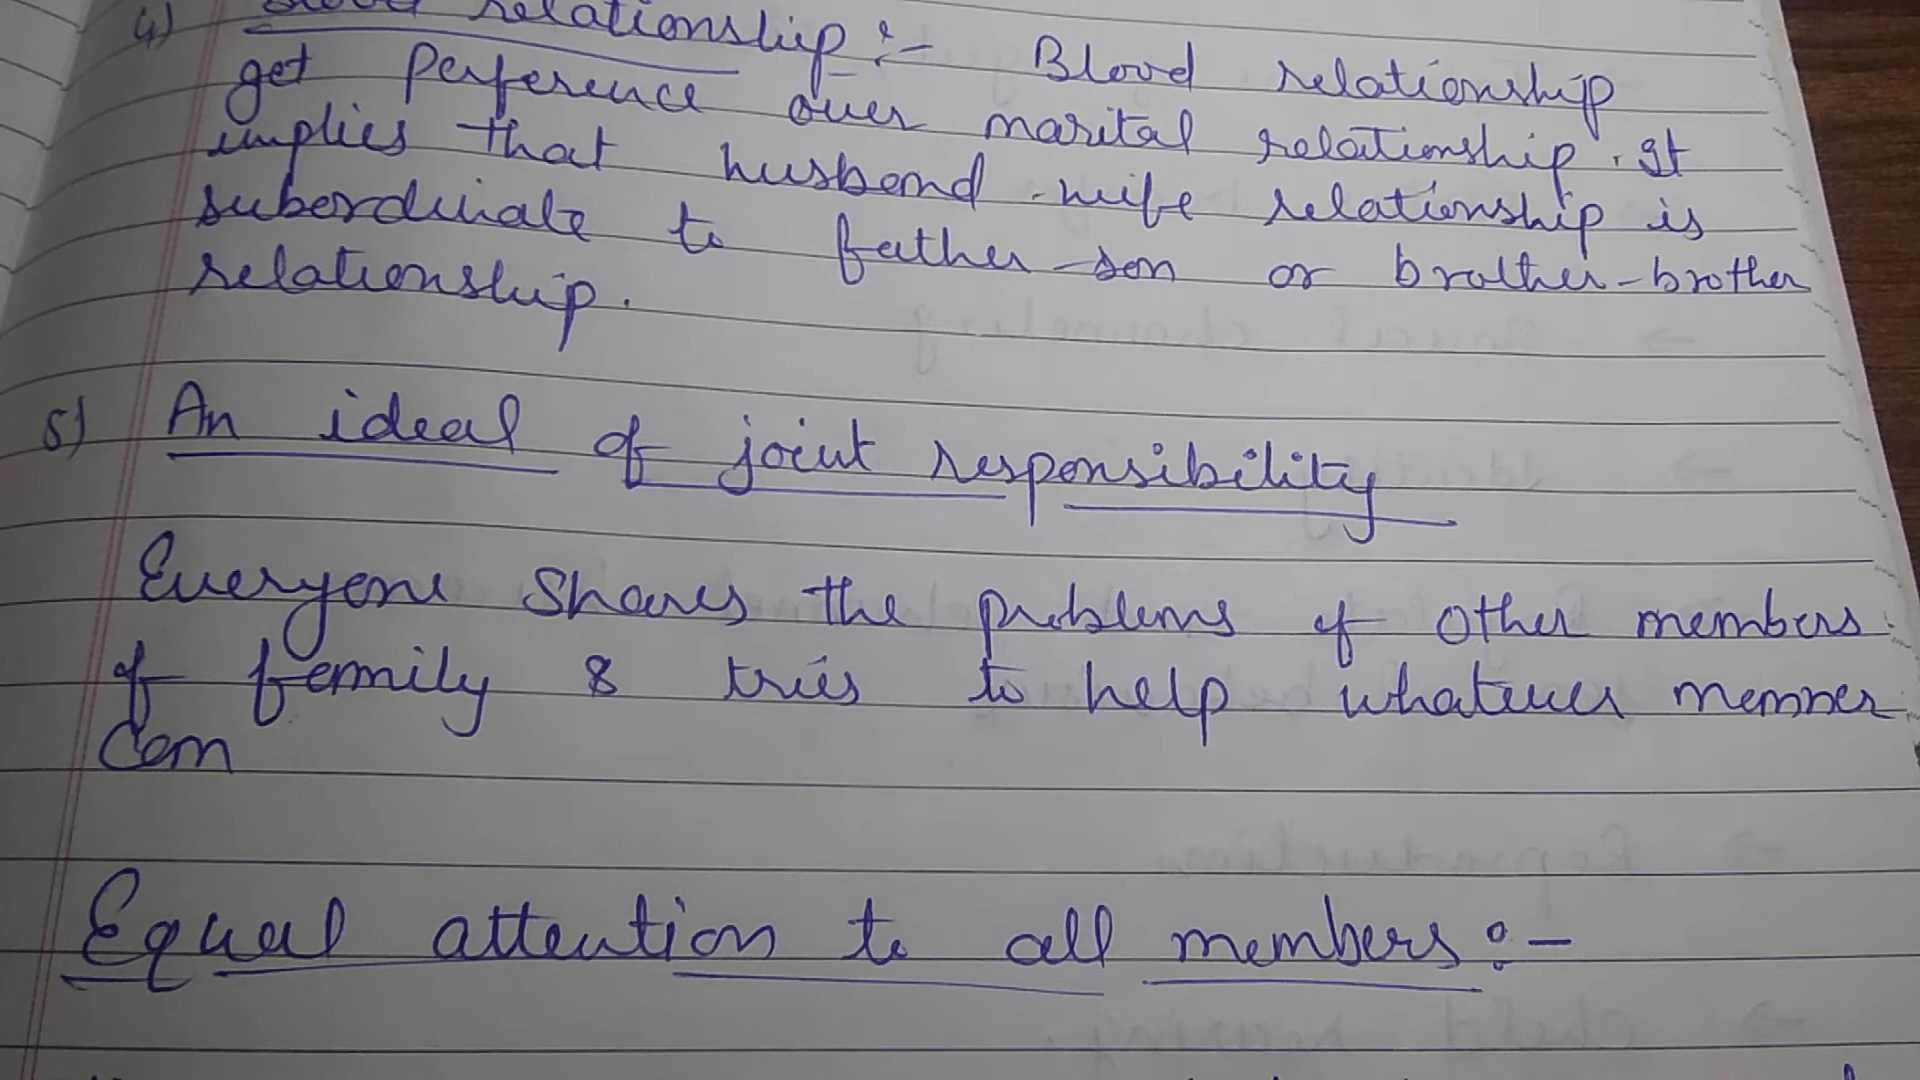 4) Blood relationship :- Blood relationship
get perference over marital relationship. It
implies that husband-wife relationship is
subordinate to father-son or brother-brother
relationship.
5) An ideal of joint responsibility
Everyone shares the problems of other members
of family & tries to help whatever memner
can
Equal attention to all members :-